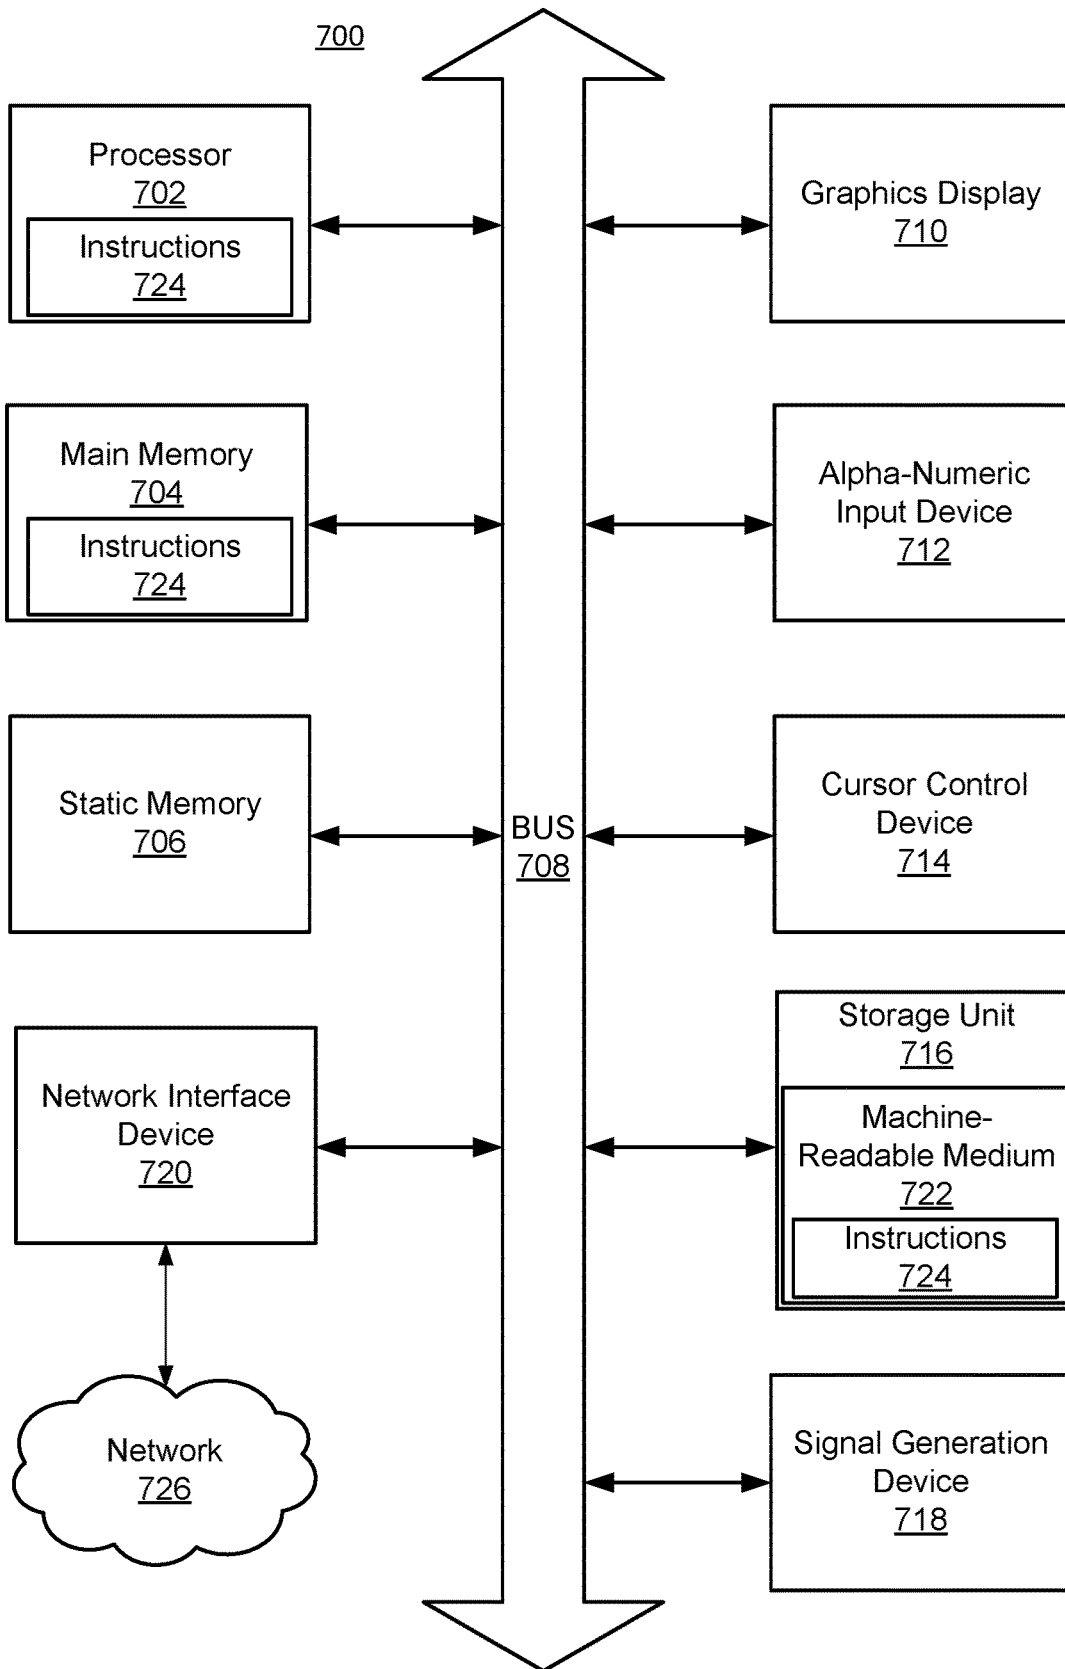 700
Processor
702
Instructions
724
Main Memory
704
Instructions
724
Static Memory
706
Network Interface
Device
720
Network
726
BUS
708
Graphics Display
710
Alpha-Numeric
Input Device
712
Cursor Control
Device
714
Storage Unit
716
Machine-
Readable Medium
722
Instructions
724
Signal Generation
Device
718